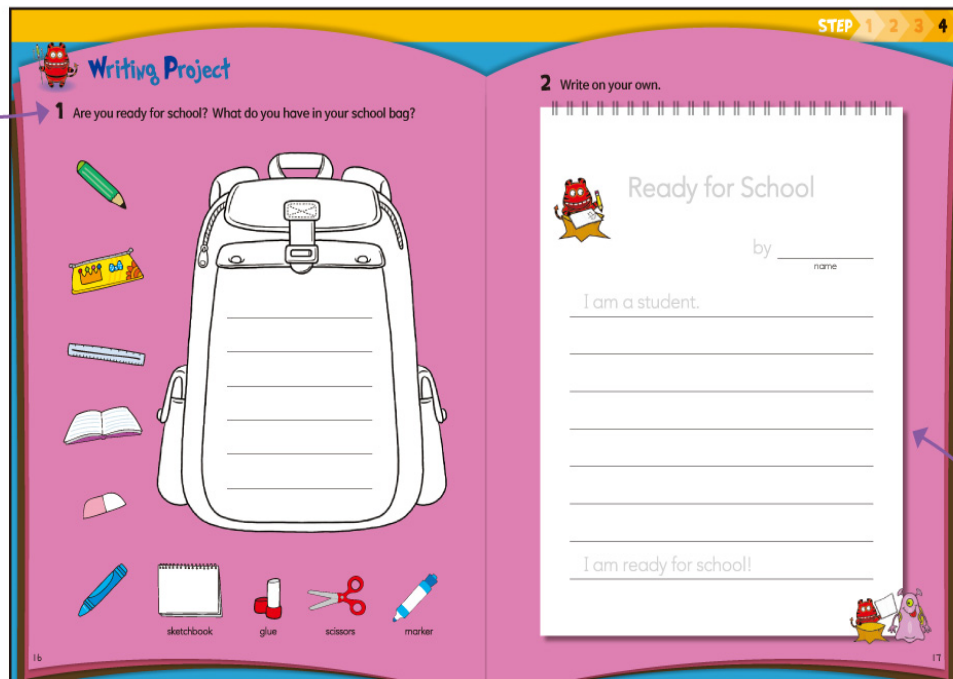 STEP 1 2 3 4
Writing Project
1 Are you ready for school? What do you have in your school bag?
sketchbook
glue
scissors
marker
16
2 Write on your own.
Ready for School
by
name
I am a student.
I am ready for school!
17